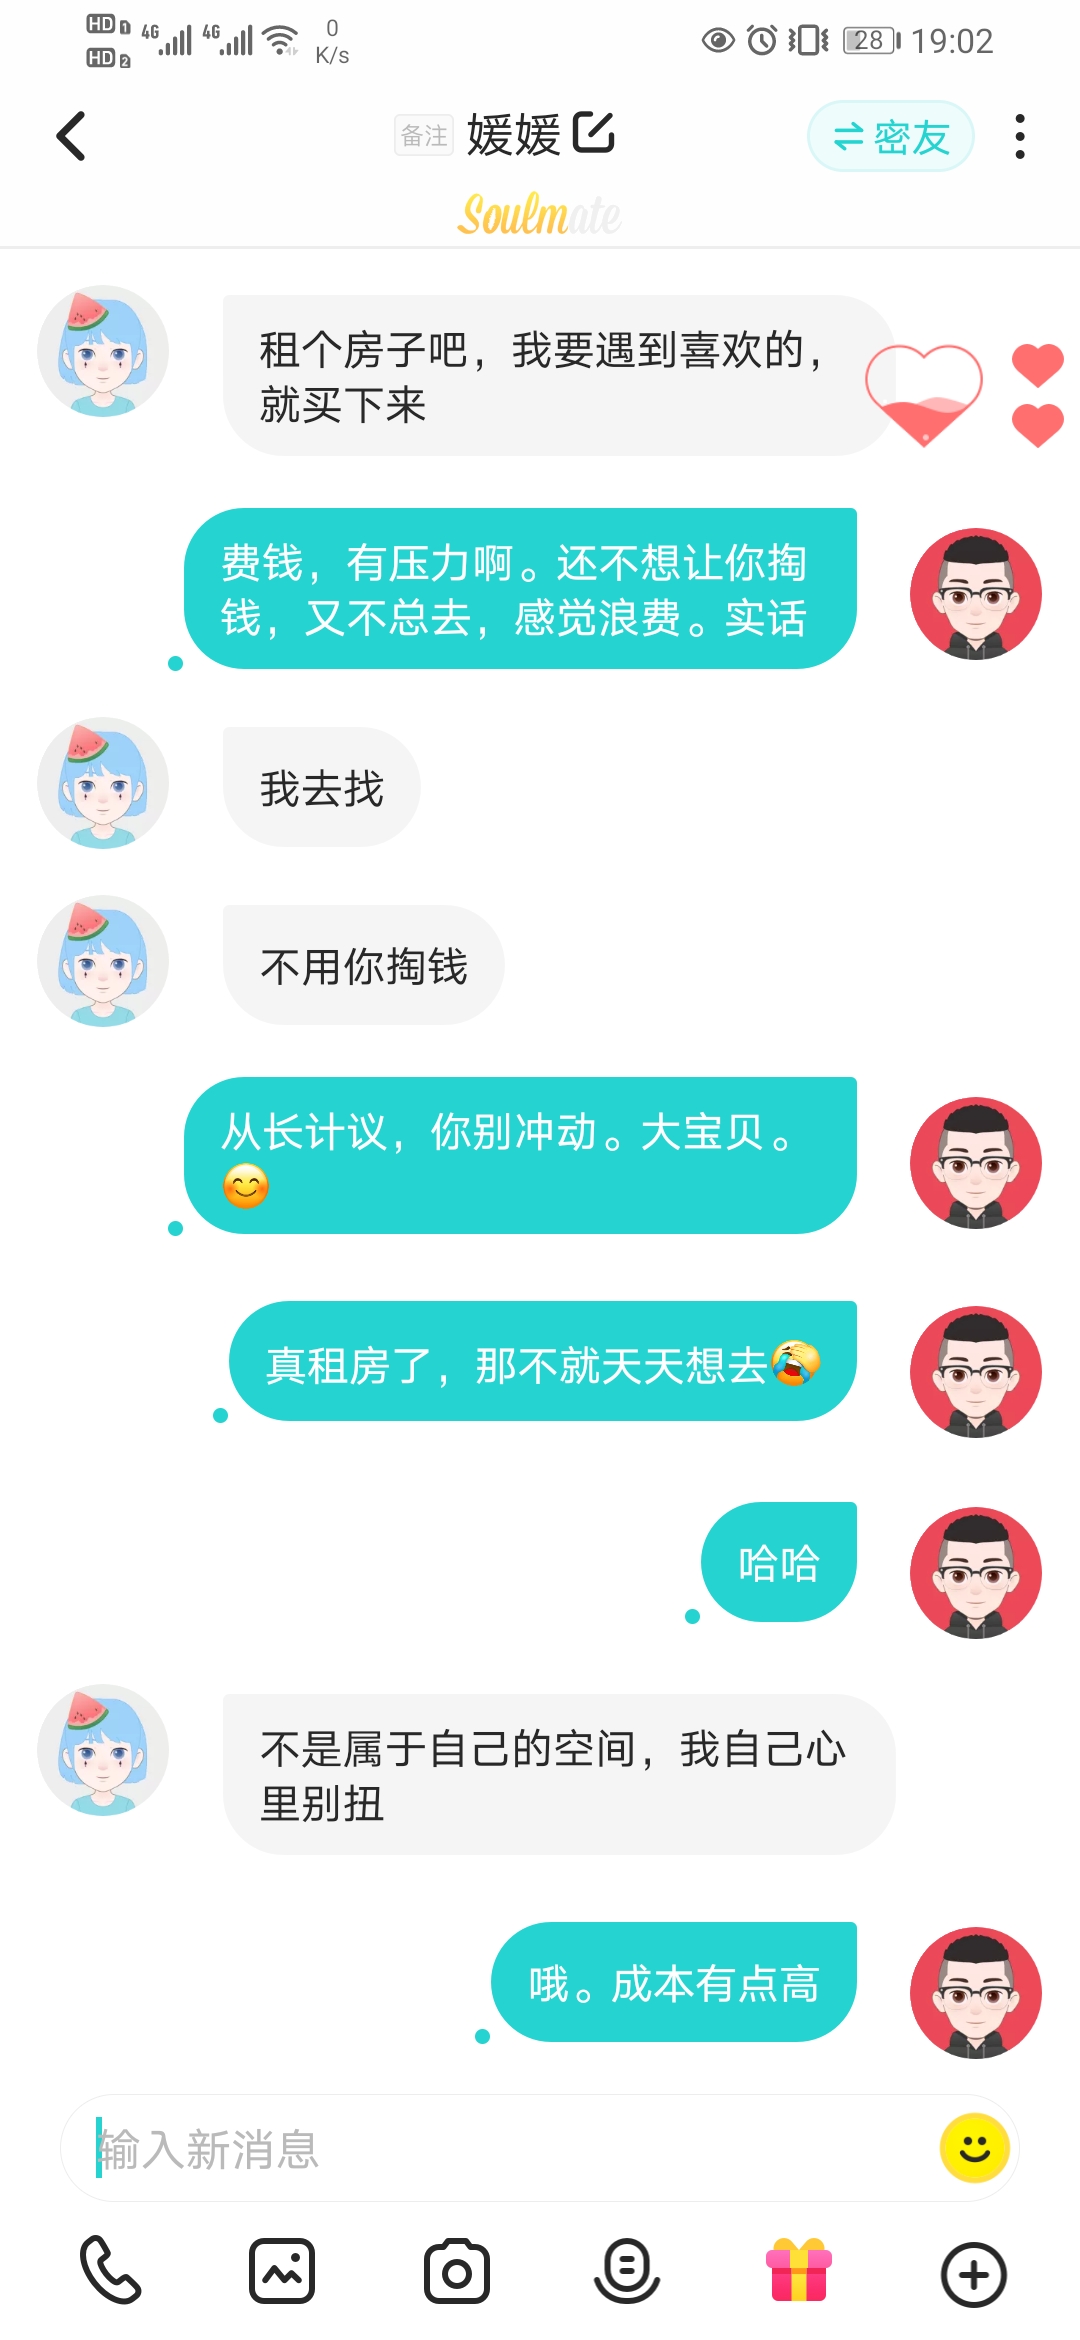 HD 1 4G 4G 0
HD 2 K/s
28 19:02
备注 媛媛 密友
Soulmate
租个房子吧，我要遇到喜欢的，
就买下来
费钱，有压力啊。还不想让你掏
钱，又不总去，感觉浪费。实话
我去找
不用你掏钱
从长计议，你别冲动。大宝贝。
😊
真租房了，那不就天天想去🤣
哈哈
不是属于自己的空间，我自己心
里别扭
哦。成本有点高
输入新消息